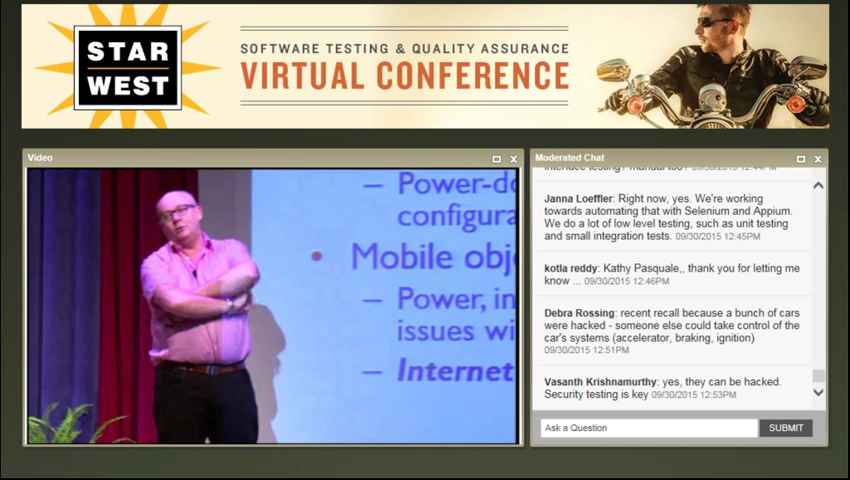 STAR
WEST
SOFTWARE TESTING & QUALITY ASSURANCE
VIRTUAL CONFERENCE
Video
– Power-do
configura
• Mobile obj
– Power, in
issues wi
– Internet
Moderated Chat
Janna Loeffler: Right now, yes. We're working
towards automating that with Selenium and Appium.
We do a lot of low level testing, such as unit testing
and small integration tests. 09/30/2015 12:45PM
kotla reddy: Kathy Pasquale,, thank you for letting me
know ... 09/30/2015 12:46PM
Debra Rossing: recent recall because a bunch of cars
were hacked - someone else could take control of the
car's systems (accelerator, braking, ignition)
09/30/2015 12:51PM
Vasanth Krishnamurthy: yes, they can be hacked.
Security testing is key 09/30/2015 12:53PM
Ask a Question
SUBMIT